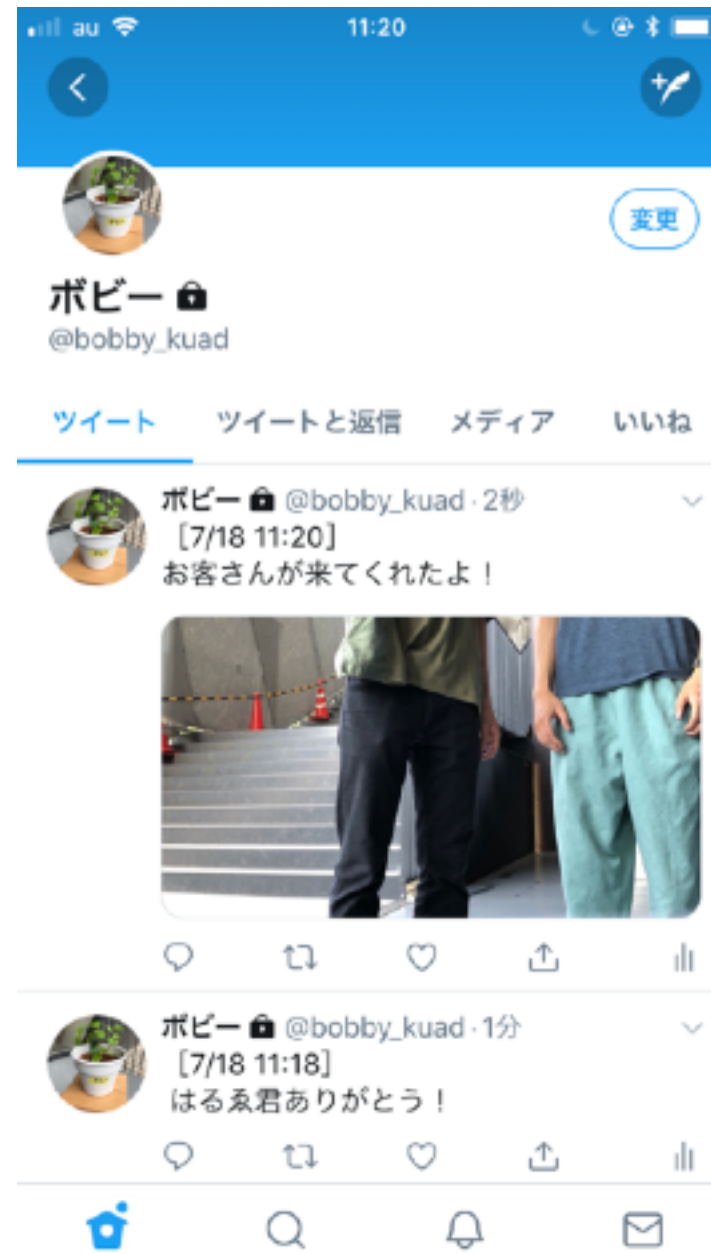 au 11:20
変更
ボビー
@bobby_kuad
ツイート ツイートと返信 メディア いいね
ボビー @bobby_kuad · 2秒
［7/18 11:20］
お客さんが来てくれたよ！
ボビー @bobby_kuad · 1分
［7/18 11:18］
はるゑ君ありがとう！